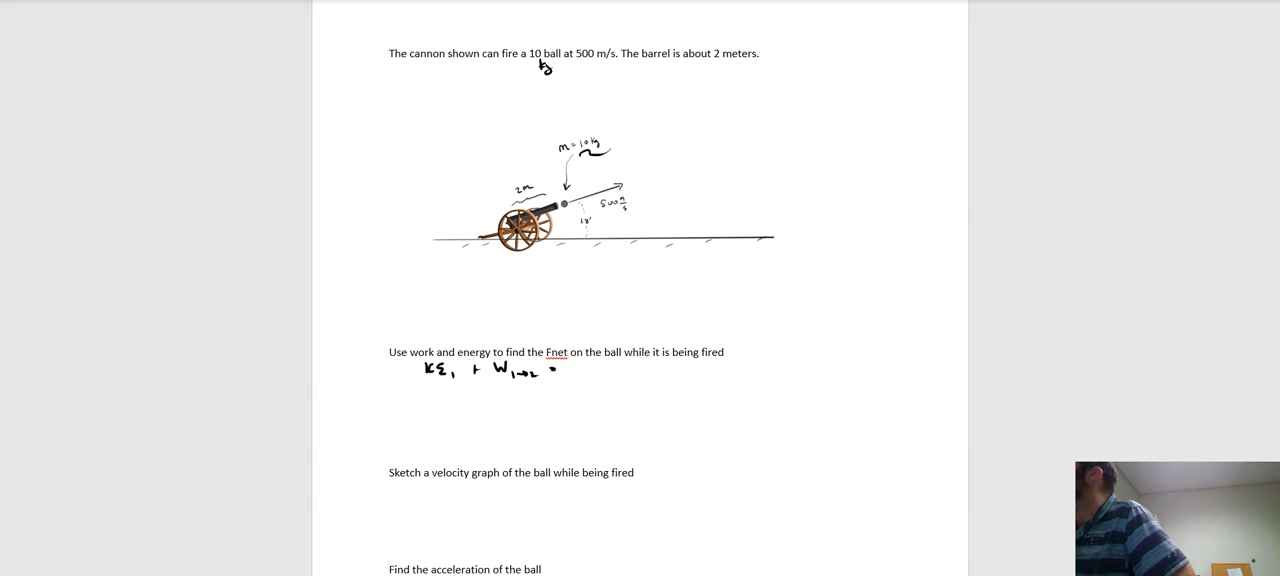 The cannon shown can fire a 10 ball at 500 m/s. The barrel is about 2 meters.
kg
m = 10 kg
2m
500 m/s
Use work and energy to find the Fnet on the ball while it is being fired
KE₁ + W₁→₂ =
Sketch a velocity graph of the ball while being fired
Find the acceleration of the ball